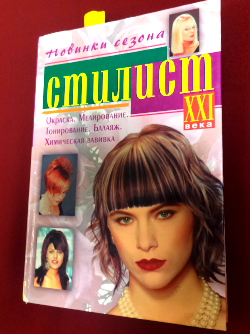 Новинки сезона
стилист
XXI
века
Окраска. Мелирование.
Тонирование. Балаяж.
Химическая завивка